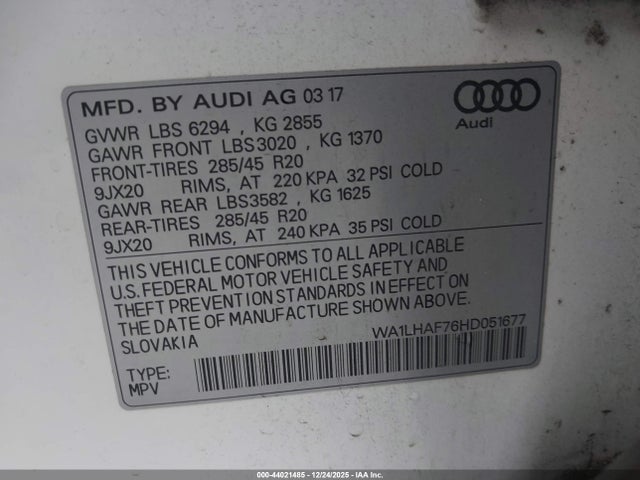 MFD. BY AUDI AG 03 17
Audi
GVWR LBS 6294 , KG 2855
GAWR FRONT LBS3020 , KG 1370
FRONT-TIRES 285/45 R20
9JX20 RIMS, AT 220 KPA 32 PSI COLD
GAWR REAR LBS3582 , KG 1625
REAR-TIRES 285/45 R20
9JX20 RIMS, AT 240 KPA 35 PSI COLD
THIS VEHICLE CONFORMS TO ALL APPLICABLE
U.S. FEDERAL MOTOR VEHICLE SAFETY AND
THEFT PREVENTION STANDARDS IN EFFECT ON
THE DATE OF MANUFACTURE SHOWN ABOVE.
SLOVAKIA
WA1LHAF76HD051677
TYPE:
MPV
000-44021485 - 12/24/2025 - IAA Inc.